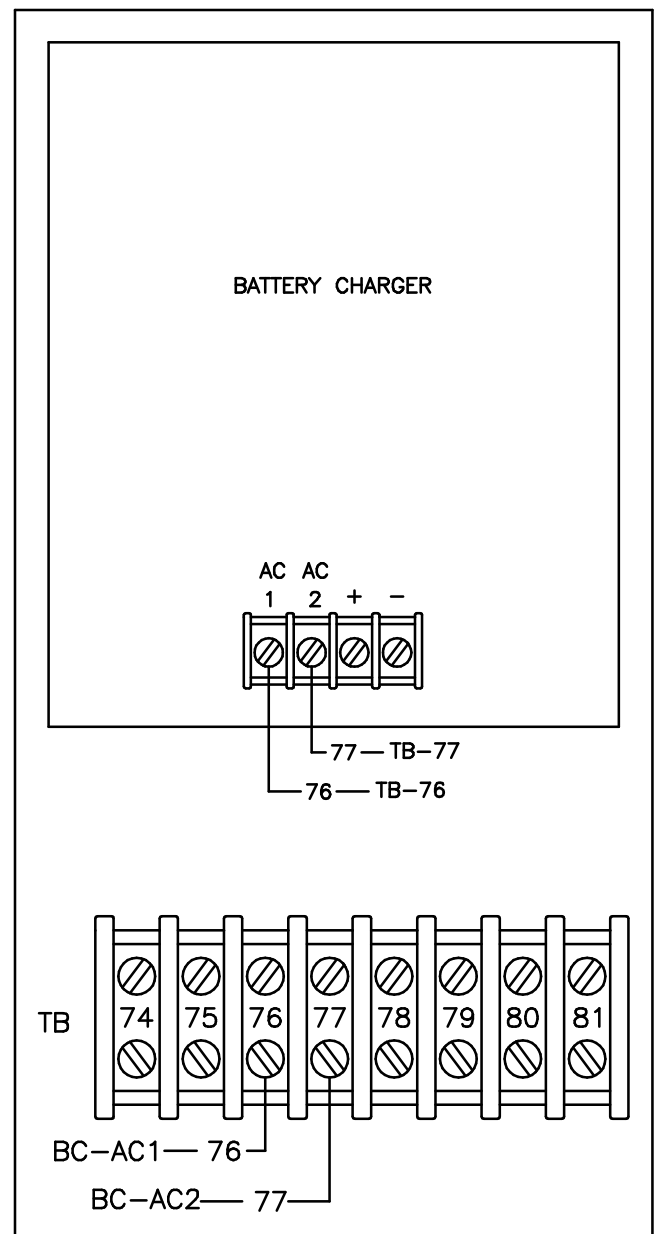 BATTERY CHARGER
AC AC
1 2 + -
77 TB-77
76 TB-76
TB 74 75 76 77 78 79 80 81
BC-AC1 76
BC-AC2 77